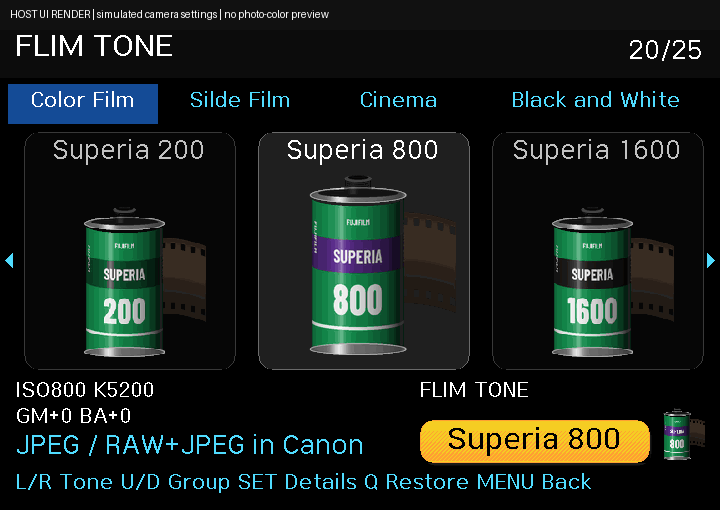 HOST UI RENDER | simulated camera settings | no photo-color preview
FLIM TONE
20/25
Color Film
Silde Film
Cinema
Black and White
Superia 200
Superia 800
Superia 1600
FUJIFILM
SUPERIA
200
FUJIFILM
FUJIFILM
SUPERIA
800
FUJIFILM
SUPERIA
1600
ISO800 K5200
GM+0 BA+0
JPEG / RAW+JPEG in Canon
FLIM TONE
Superia 800
SUPERIA
800
L/R Tone U/D Group SET Details Q Restore MENU Back